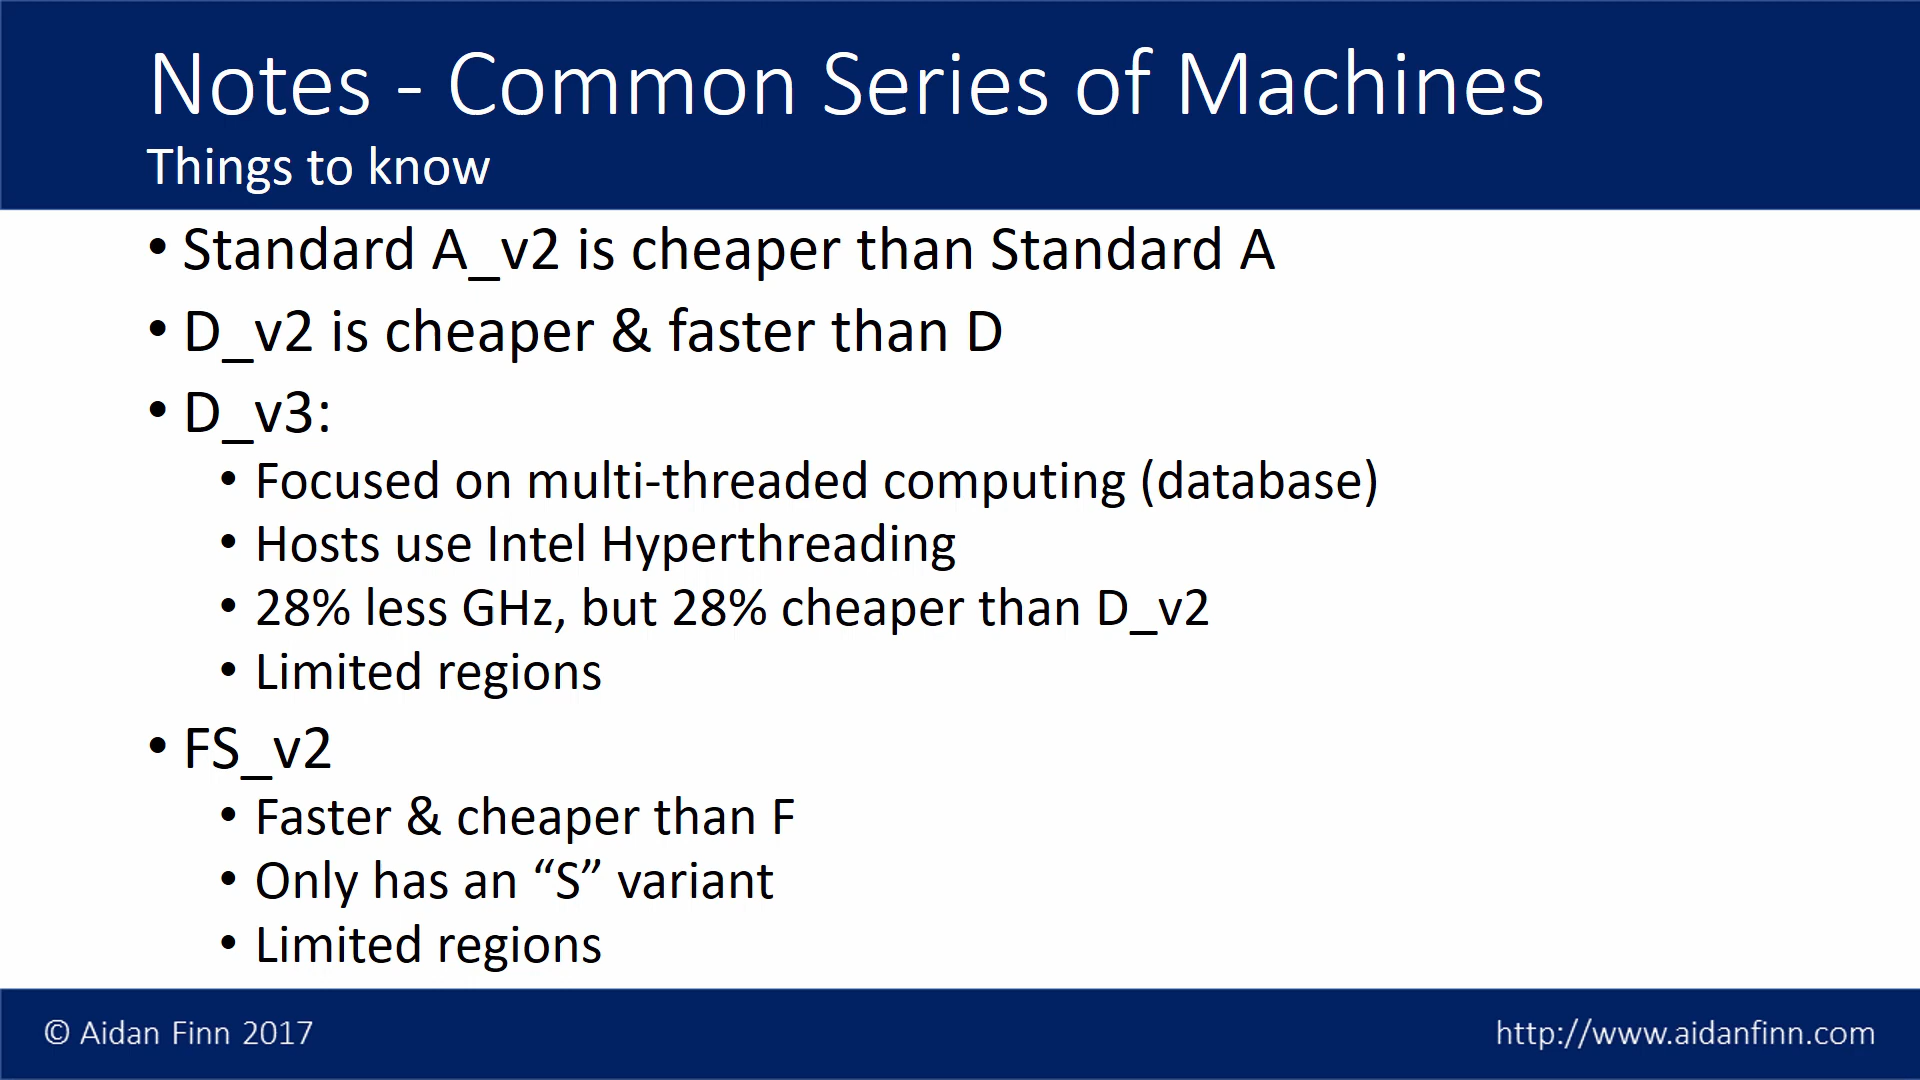 Notes - Common Series of Machines
Things to know
• Standard A_v2 is cheaper than Standard A
• D_v2 is cheaper & faster than D
• D_v3:
• Focused on multi-threaded computing (database)
• Hosts use Intel Hyperthreading
• 28% less GHz, but 28% cheaper than D_v2
• Limited regions
• FS_v2
• Faster & cheaper than F
• Only has an “S” variant
• Limited regions
© Aidan Finn 2017
http://www.aidanfinn.com